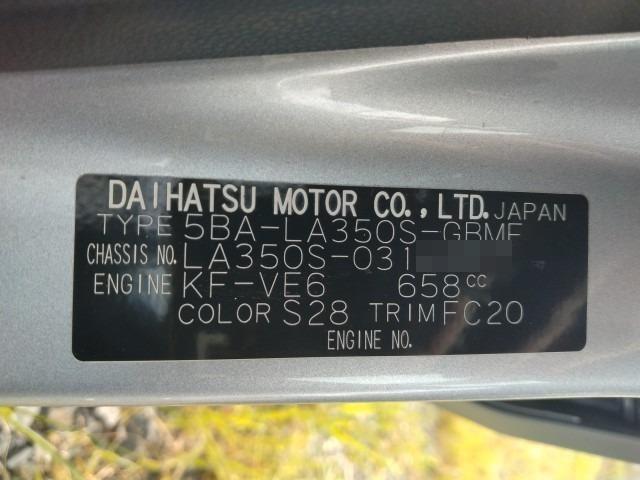 DAIHATSU MOTOR CO., LTD. JAPAN
TYPE 5BA-LA350S-GBMF
CHASSIS NO. LA350S-031
ENGINE KF-VE6 658cc
COLOR S28 TRIM FC20
ENGINE NO.